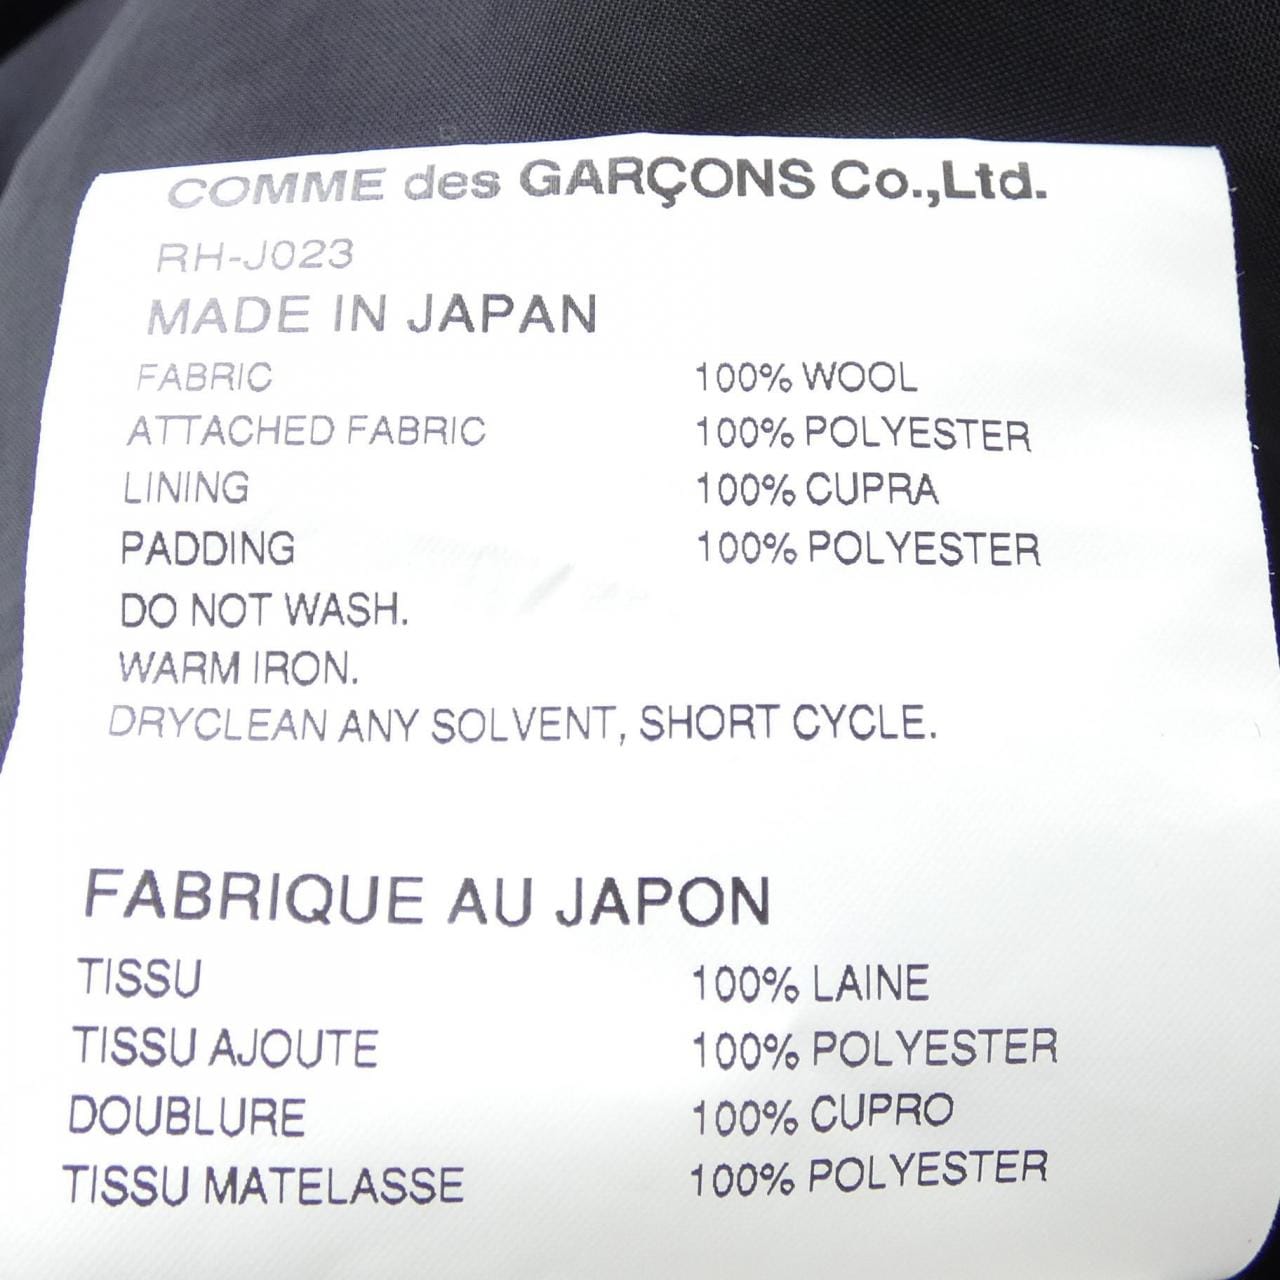 COMME des GARÇONS Co.,Ltd.
RH-J023
MADE IN JAPAN
FABRIC 100% WOOL
ATTACHED FABRIC 100% POLYESTER
LINING 100% CUPRA
PADDING 100% POLYESTER
DO NOT WASH.
WARM IRON.
DRYCLEAN ANY SOLVENT, SHORT CYCLE.
FABRIQUE AU JAPON
TISSU 100% LAINE
TISSU AJOUTE 100% POLYESTER
DOUBLURE 100% CUPRO
TISSU MATELASSE 100% POLYESTER